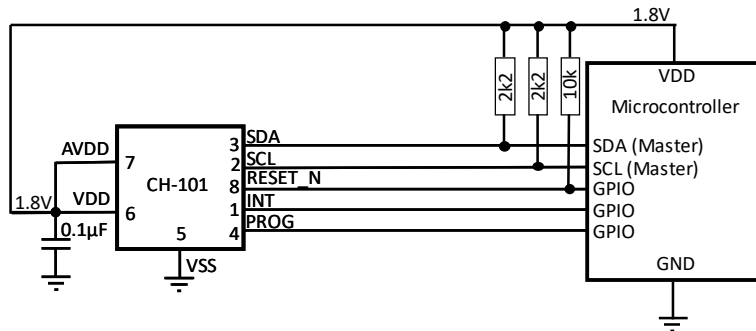 1.8V
VDD
Microcontroller
2k2
2k2
10k
3 SDA
SDA (Master)
AVDD 7
CH-101
2 SCL
SCL (Master)
8 RESET_N
GPIO
1.8V VDD 6
1 INT
GPIO
4 PROG
GPIO
0.1µF
5
VSS
GND